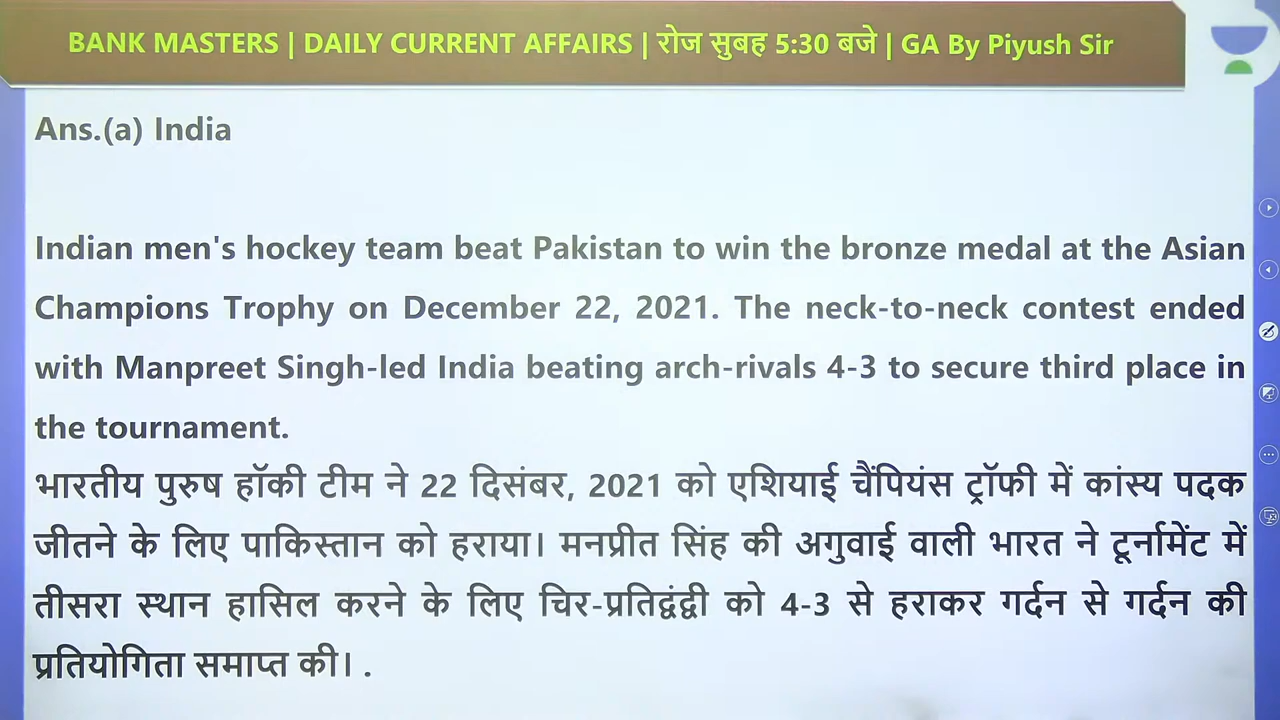 BANK MASTERS | DAILY CURRENT AFFAIRS | रोज सुबह 5:30 बजे | GA By Piyush Sir
Ans.(a) India
Indian men's hockey team beat Pakistan to win the bronze medal at the Asian
Champions Trophy on December 22, 2021. The neck-to-neck contest ended
with Manpreet Singh-led India beating arch-rivals 4-3 to secure third place in
the tournament.
भारतीय पुरुष हॉकी टीम ने 22 दिसंबर, 2021 को एशियाई चैंपियंस ट्रॉफी में कांस्य पदक
जीतने के लिए पाकिस्तान को हराया। मनप्रीत सिंह की अगुवाई वाली भारत ने टूर्नामेंट में
तीसरा स्थान हासिल करने के लिए चिर-प्रतिद्वंद्वी को 4-3 से हराकर गर्दन से गर्दन की
प्रतियोगिता समाप्त की। .